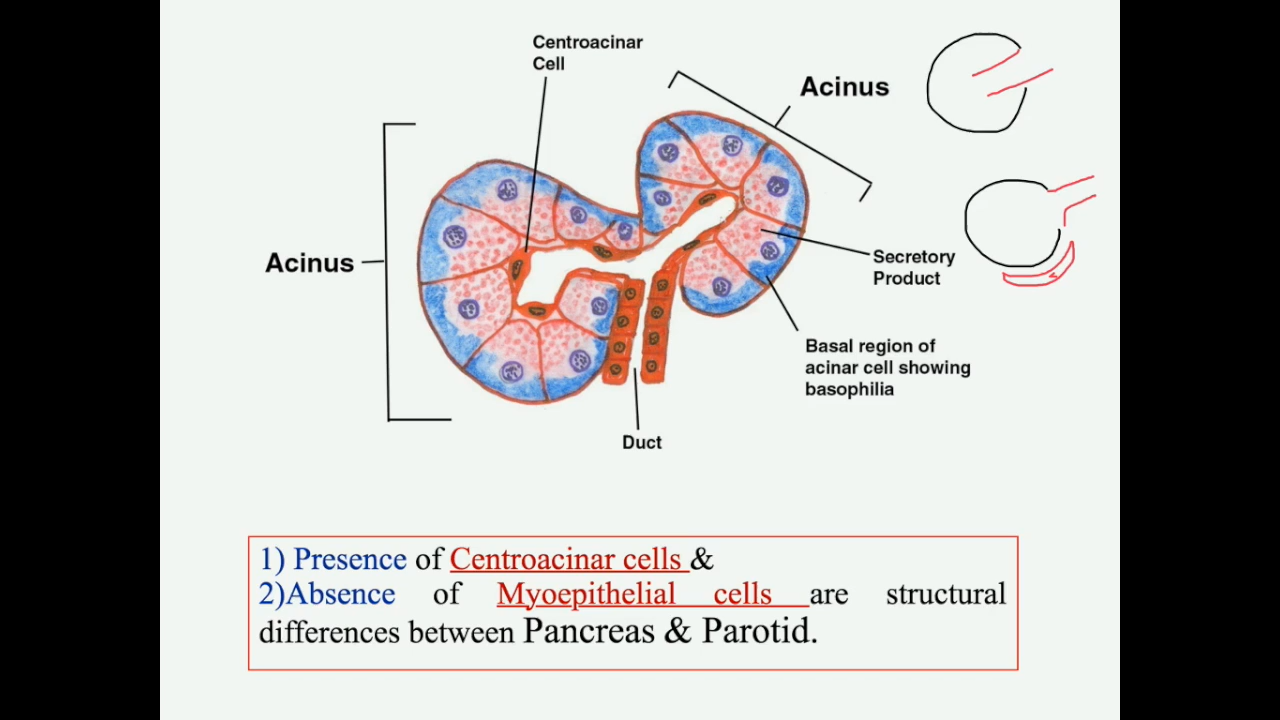 Centroacinar
Cell
Acinus
Acinus
Secretory
Product
Basal region of
acinar cell showing
basophilia
Duct
1) Presence of Centroacinar cells &
2)Absence of Myoepithelial cells are structural
differences between Pancreas & Parotid.